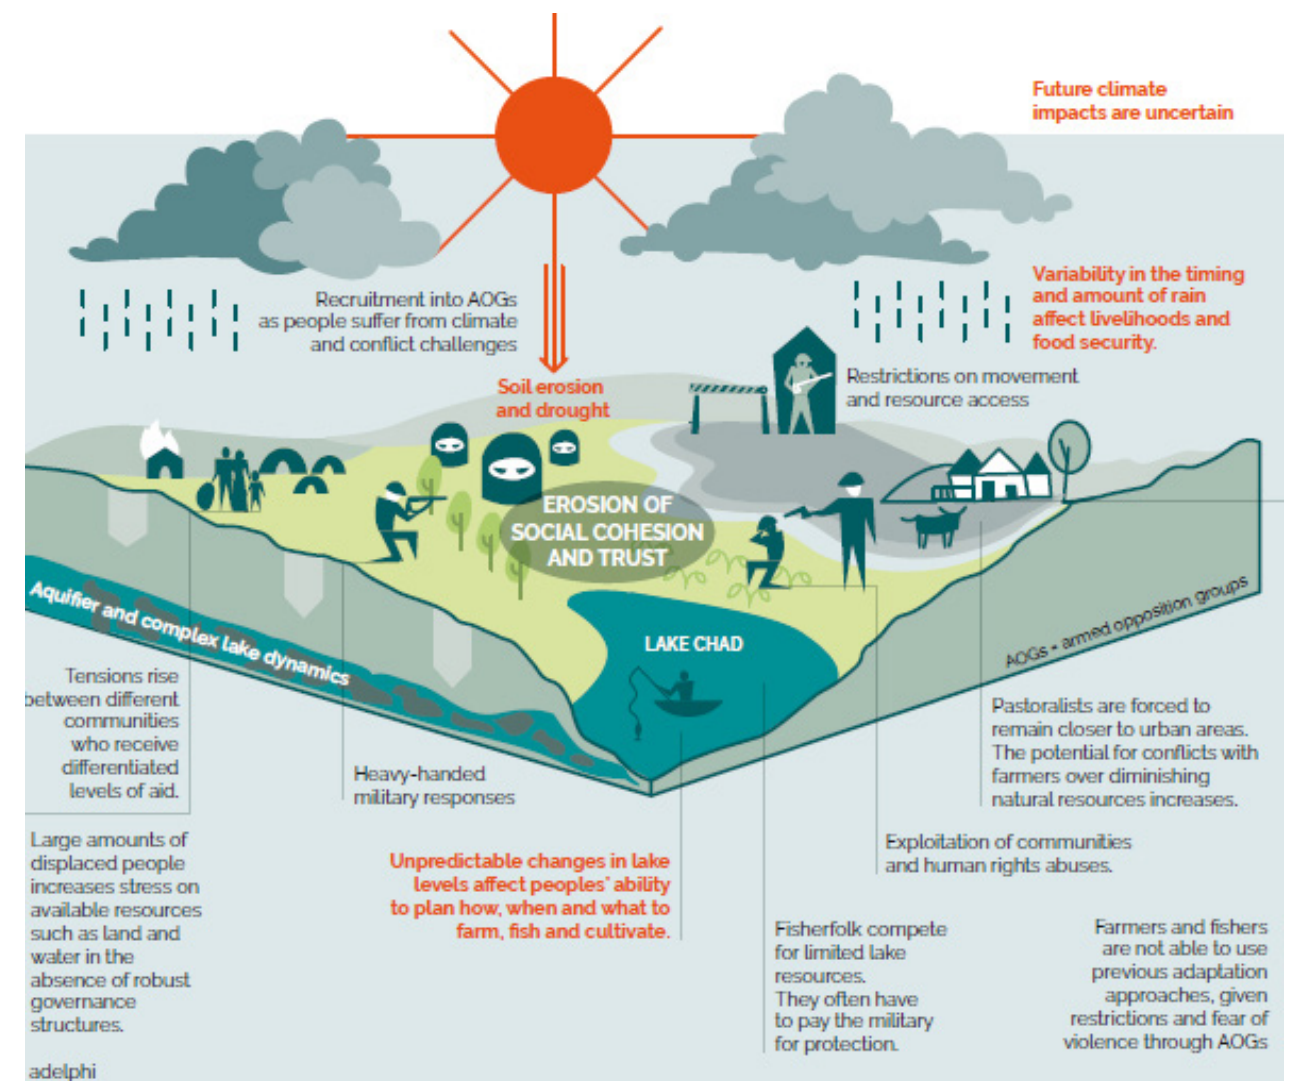 Future climate
impacts are uncertain
Recruitment into AOGs
as people suffer from climate
and conflict challenges
Variability in the timing
and amount of rain
affect livelihoods and
food security.
Soil erosion
and drought
Restrictions on movement
and resource access
EROSION OF
SOCIAL COHESION
AND TRUST
Aquifier and complex lake dynamics
LAKE CHAD
AOGs = armed opposition groups
Tensions rise
between different
communities
who receive
differentiated
levels of aid.
Heavy-handed
military responses
Pastoralists are forced to
remain closer to urban areas.
The potential for conflicts with
farmers over diminishing
natural resources increases.
Large amounts of
displaced people
increases stress on
available resources
such as land and
water in the
absence of robust
governance
structures.
Unpredictable changes in lake
levels affect peoples' ability
to plan how, when and what to
farm, fish and cultivate.
Exploitation of communities
and human rights abuses.
Fisherfolk compete
for limited lake
resources.
They often have
to pay the military
for protection.
Farmers and fishers
are not able to use
previous adaptation
approaches, given
restrictions and fear of
violence through AOGs
adelphi